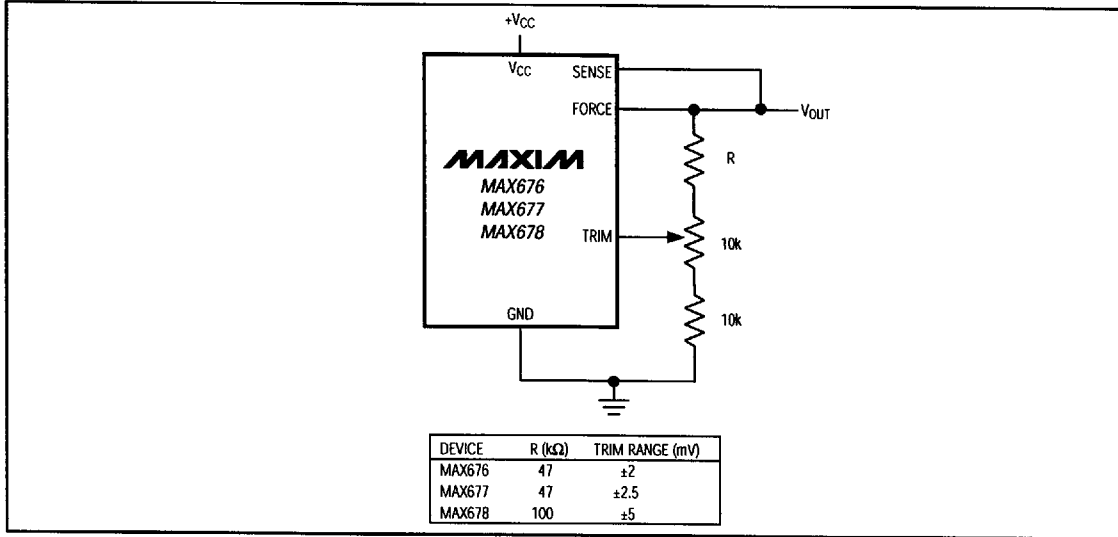 +VCC
VCC
SENSE
FORCE
VOUT
R
MAXIM
MAX676
MAX677
MAX678
TRIM
10k
10k
GND
DEVICE R (kΩ) TRIM RANGE (mV)
MAX676 47 ±2
MAX677 47 ±2.5
MAX678 100 ±5